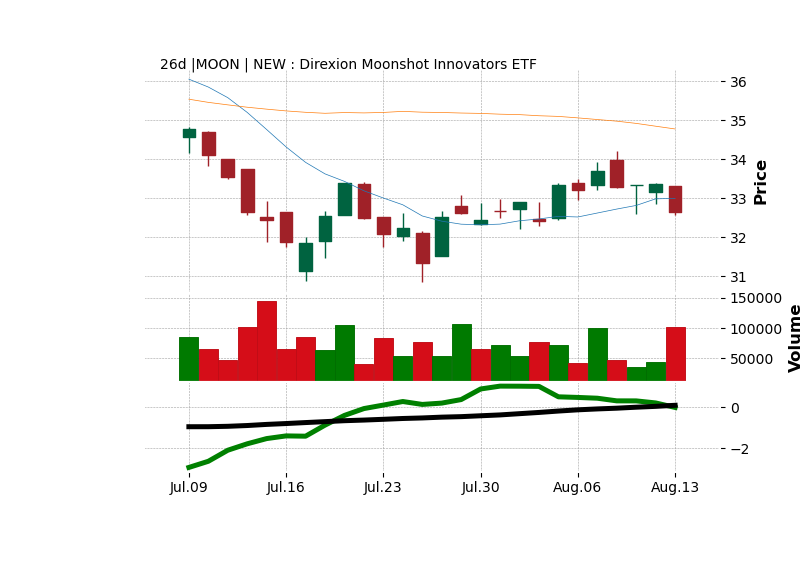 26d |MOON | NEW : Direxion Moonshot Innovators ETF
36
35
34
33
32
31
Price
150000
100000
50000
Volume
0
−2
Jul.09 Jul.16 Jul.23 Jul.30 Aug.06 Aug.13